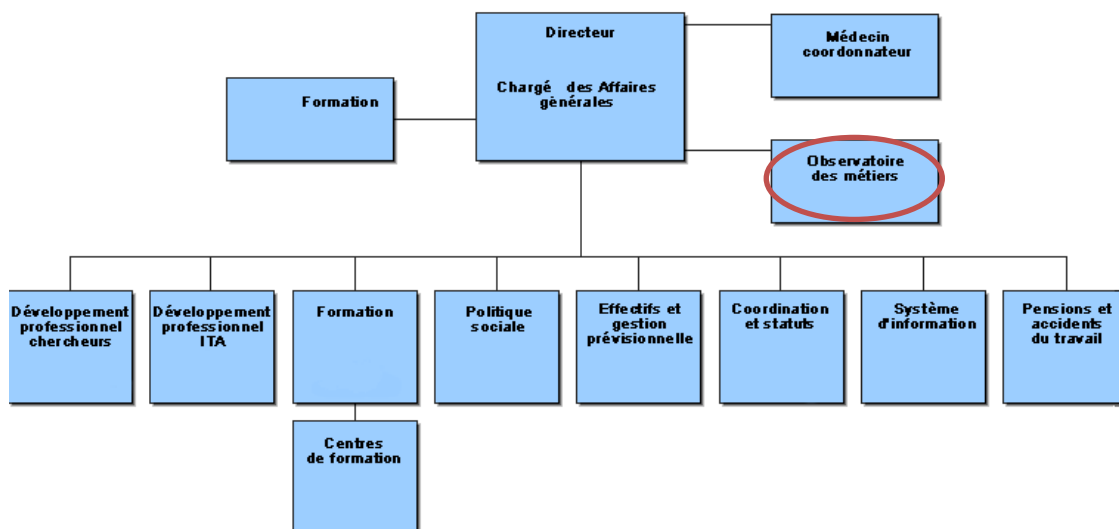 Directeur
Chargé des Affaires
générales
Médecin
coordonnateur
Formation
Observatoire
des métiers
Développement
professionnel
chercheurs
Développement
professionnel
ITA
Formation
Politique
sociale
Effectifs et
gestion
prévisionnelle
Coordination
et statuts
Système
d'information
Pensions et
accidents
du travail
Centres
de formation